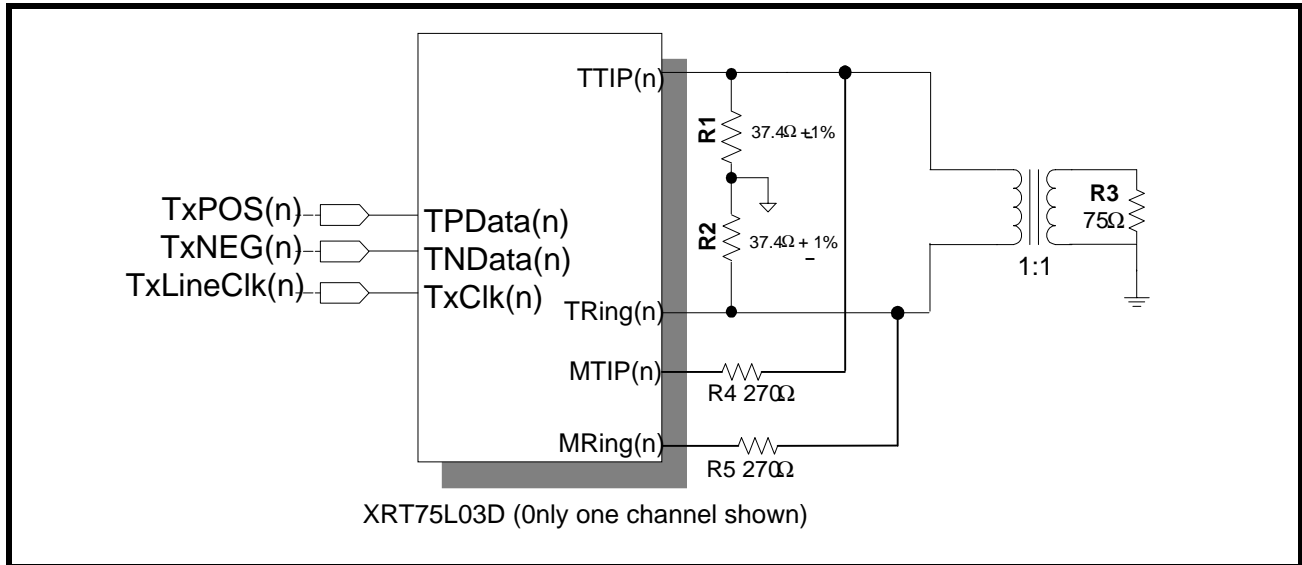 TTIP(n)
R1
37.4Ω ±1%
R2
37.4Ω ± 1%
R3
75Ω
1:1
TxPOS(n)
TPData(n)
TxNEG(n)
TNData(n)
TxLineClk(n)
TxClk(n)
TRing(n)
MTIP(n)
R4 270Ω
MRing(n)
R5 270Ω
XRT75L03D (0nly one channel shown)